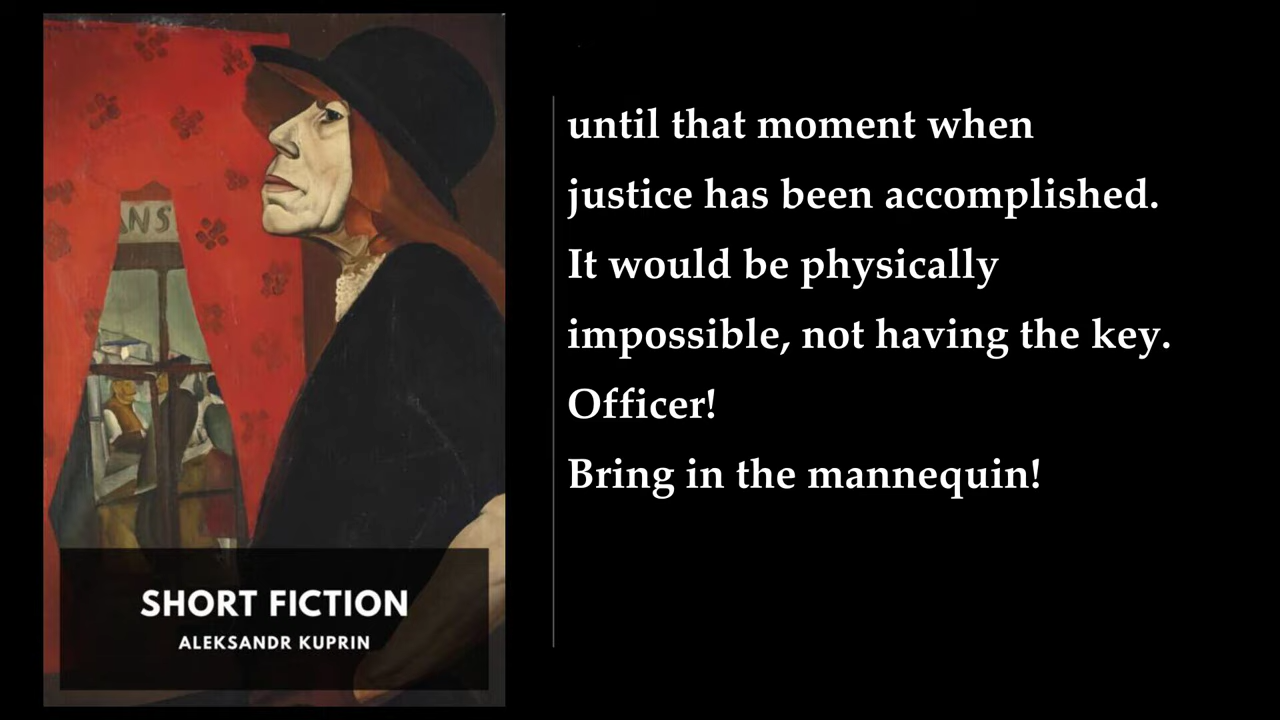 ANS
SHORT FICTION
ALEKSANDR KUPRIN
until that moment when
justice has been accomplished.
It would be physically
impossible, not having the key.
Officer!
Bring in the mannequin!